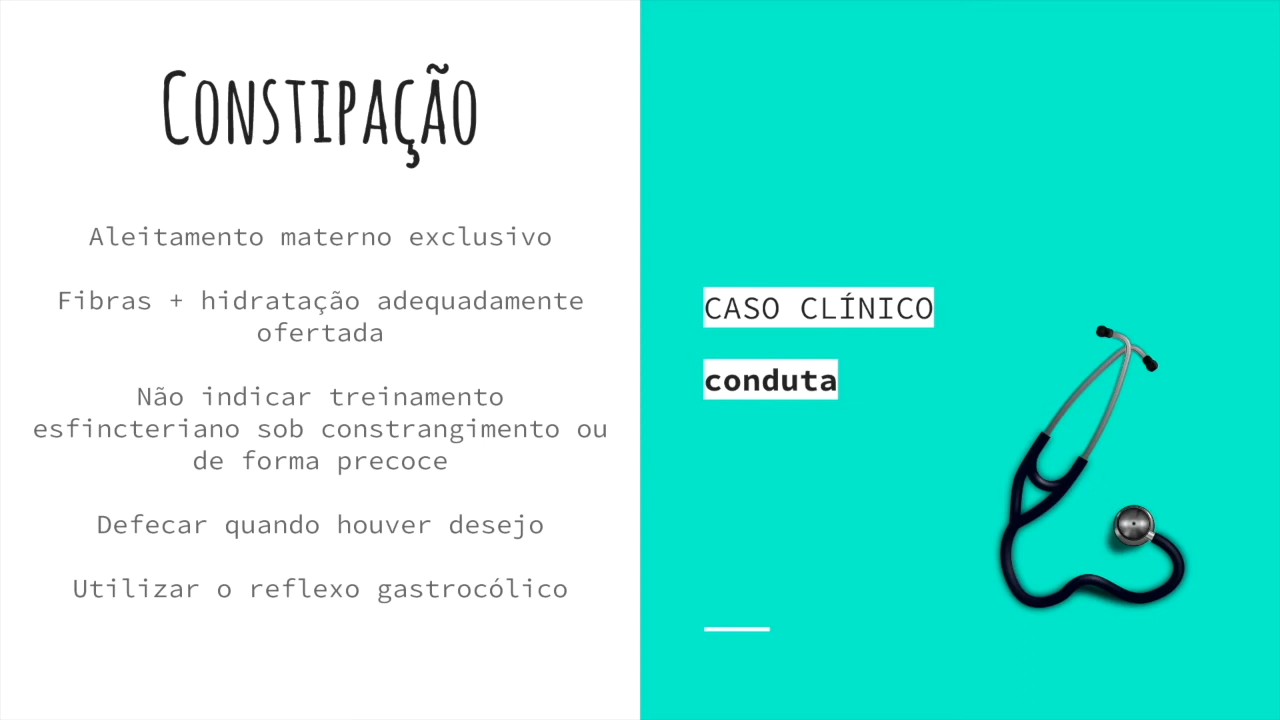 Constipação
Aleitamento materno exclusivo
Fibras + hidratação adequadamente
ofertada
Não indicar treinamento
esfincteriano sob constrangimento ou
de forma precoce
Defecar quando houver desejo
Utilizar o reflexo gastrocólico
CASO CLÍNICO
conduta